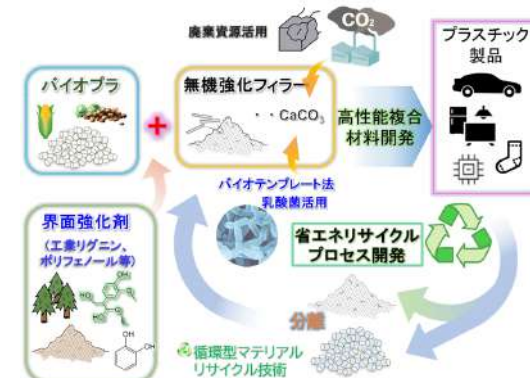 廃業資源活用
CO2
プラスチック
製品
バイオプラ
+
無機強化フィラー
・・CaCO3
高性能複合
材料開発
バイオテンプレート法
乳酸菌活用
界面強化剤
(工業リグニン、
ポリフェノール等)
省エネリサイクル
プロセス開発
分離
循環型マテリアル
リサイクル技術
OH
OH